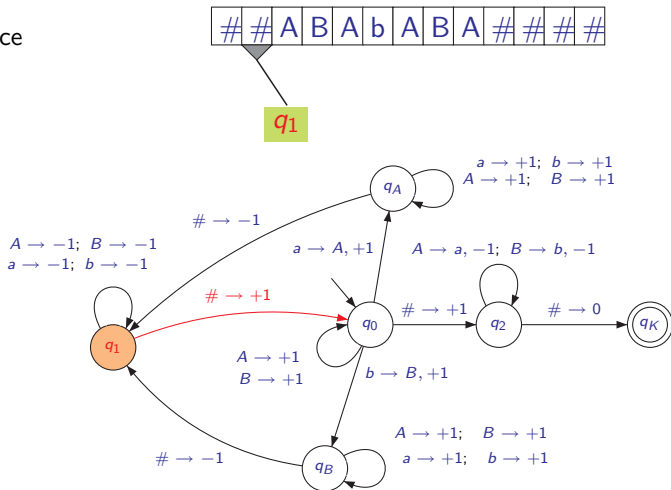 ce
# # A B A b A B A # # # #
q1
a → +1; b → +1
A → +1; B → +1
qA
# → −1
A → −1; B → −1
a → −1; b → −1
a → A, +1
A → a, −1; B → b, −1
# → +1
# → +1
# → 0
q1
q0
q2
qK
A → +1
B → +1
b → B, +1
A → +1; B → +1
a → +1; b → +1
# → −1
qB